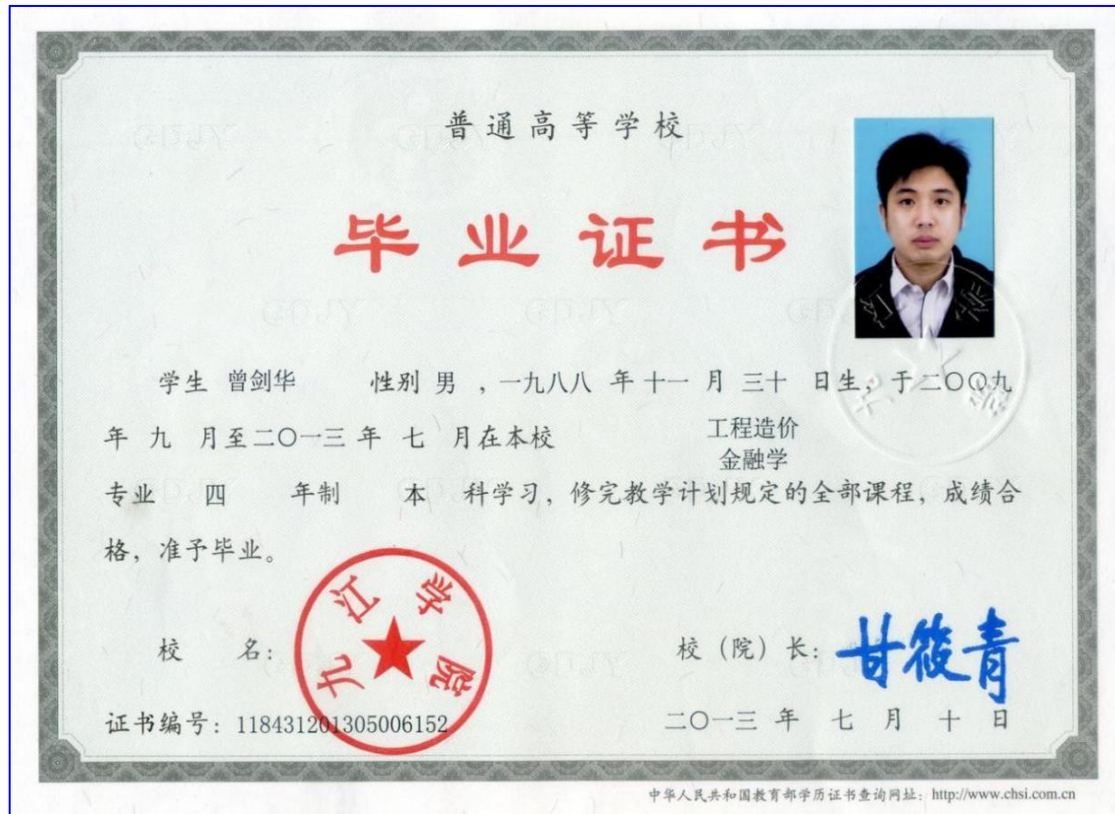 普通高等学校
毕业证书
学生 曾剑华 性别 男 ，一九八八 年 十一 月 三十 日生，于二〇〇九
年 九 月至二〇一三 年 七 月在本校 工程造价
金融学
专业 四 年制 本 科学习，修完教学计划规定的全部课程，成绩合
格，准予毕业。
校 名：
九江学院
校（院）长：甘筱青
证书编号：118431201305006152
二〇一三 年 七 月 十 日
中华人民共和国教育部学历证书查询网址：http://www.chsi.com.cn